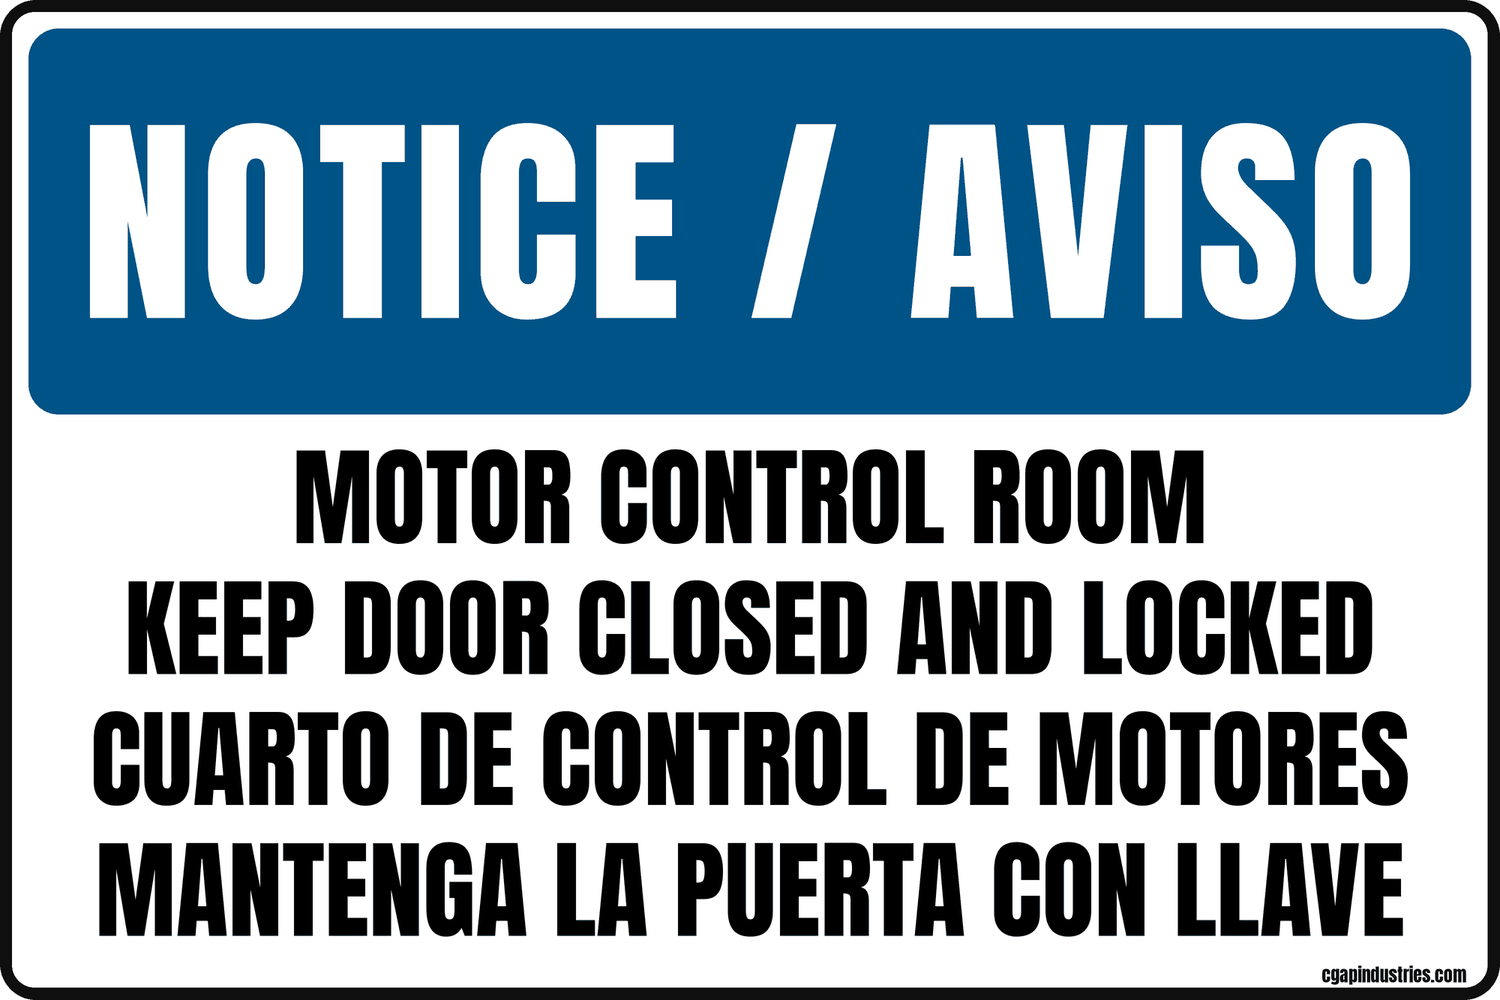 NOTICE / AVISO
MOTOR CONTROL ROOM
KEEP DOOR CLOSED AND LOCKED
CUARTO DE CONTROL DE MOTORES
MANTENGA LA PUERTA CON LLAVE
cgapindustries.com